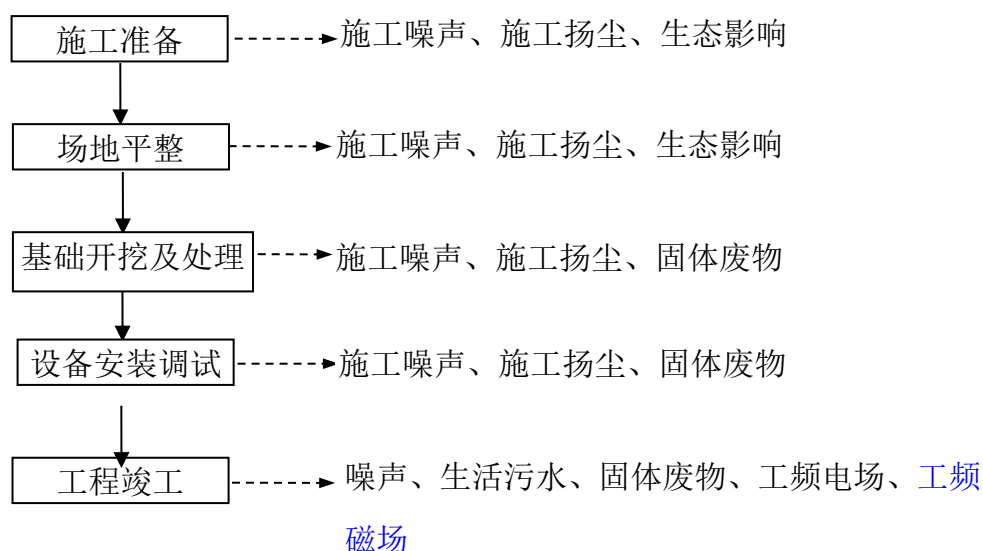 施工准备 施工噪声、施工扬尘、生态影响
场地平整 施工噪声、施工扬尘、生态影响
基础开挖及处理 施工噪声、施工扬尘、固体废物
设备安装调试 施工噪声、施工扬尘、固体废物
工程竣工 噪声、生活污水、固体废物、工频电场、工频
磁场